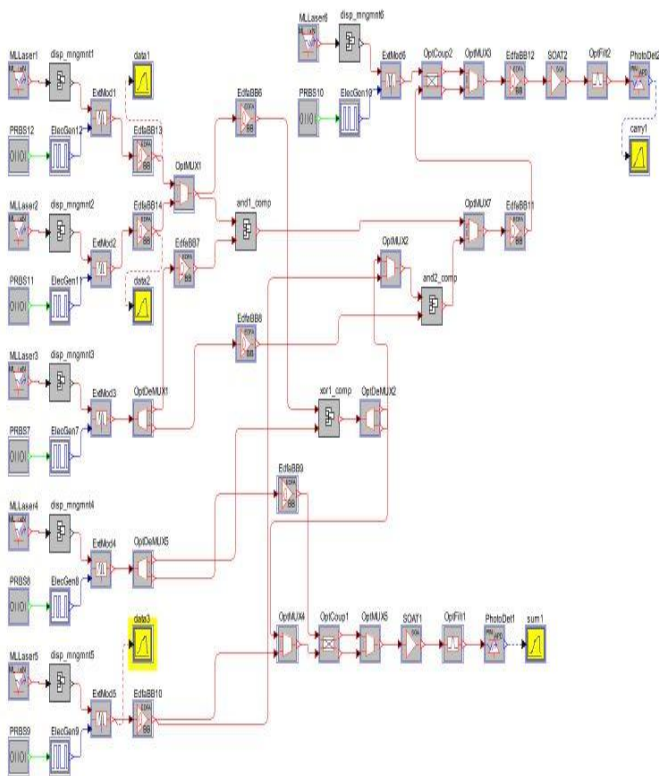 MLLaser6 disp_mngmnt6
ExtMod6 OptCoup2 OptMUX3 EdfaBB12 SOAT2 OptFilt2 PhotoDet2
PRBS10 ElecGen10
carry1
MLLaser1 disp_mngmnt1 data1
ExtMod1 EdfaBB6
PRBS12 ElecGen12 EdfaBB13
OptMUX1
MLLaser2 disp_mngmnt2 EdfaBB14 and1_comp
ExtMod2 EdfaBB7 OptMUX7 EdfaBB11
OptMUX2
PRBS11 ElecGen11 data2
and2_comp
EdfaBB8
MLLaser3 disp_mngmnt3
ExtMod3 OptDeMUX1
xor1_comp OptDeMUX2
PRBS7 ElecGen7
EdfaBB9
MLLaser4 disp_mngmnt4
ExtMod4 OptDeMUX5
PRBS8 ElecGen8
data3
OptMUX4 OptCoup1 OptMUX5 SOAT1 OptFilt1 PhotoDet1 sum1
MLLaser5 disp_mngmnt5
ExtMod5 EdfaBB10
PRBS9 ElecGen9